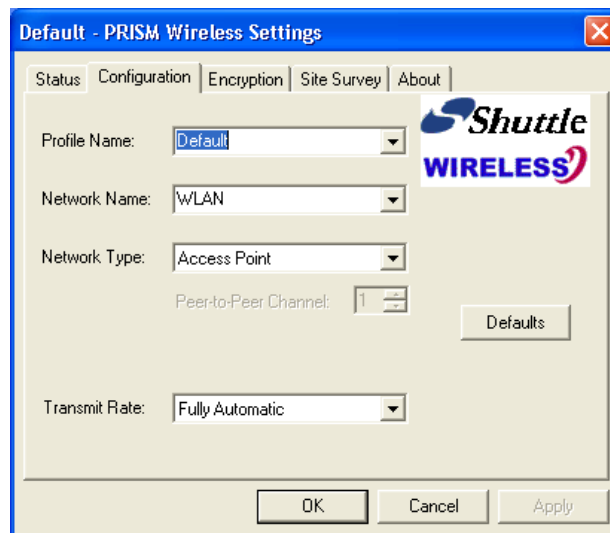 Default - PRISM Wireless Settings
Status Configuration Encryption Site Survey About
Shuttle
WIRELESS
Profile Name: Default
Network Name: WLAN
Network Type: Access Point
Peer-to-Peer Channel: 1
Defaults
Transmit Rate: Fully Automatic
OK Cancel Apply